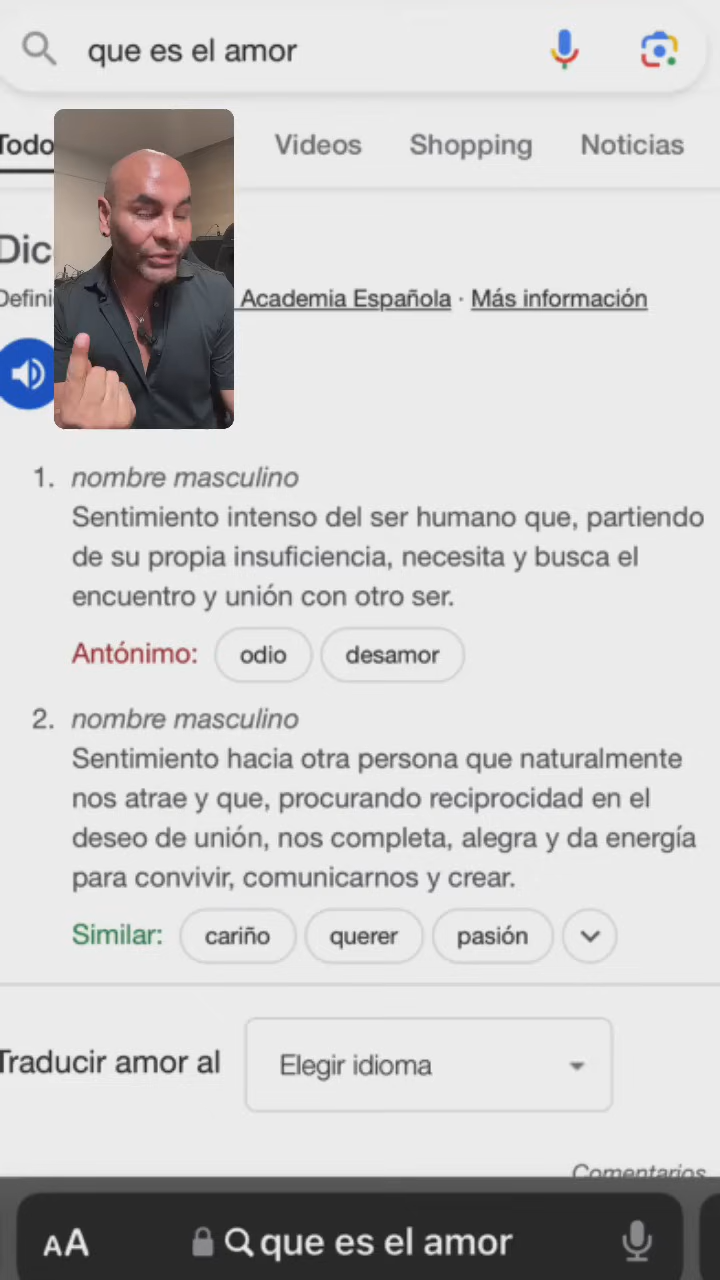 que es el amor
Todo Videos Shopping Noticias
Dic
Defini Academia Española · Más información
1. nombre masculino
Sentimiento intenso del ser humano que, partiendo
de su propia insuficiencia, necesita y busca el
encuentro y unión con otro ser.
Antónimo: odio desamor
2. nombre masculino
Sentimiento hacia otra persona que naturalmente
nos atrae y que, procurando reciprocidad en el
deseo de unión, nos completa, alegra y da energía
para convivir, comunicarnos y crear.
Similar: cariño querer pasión
Traducir amor al Elegir idioma
Comentarios
AA que es el amor